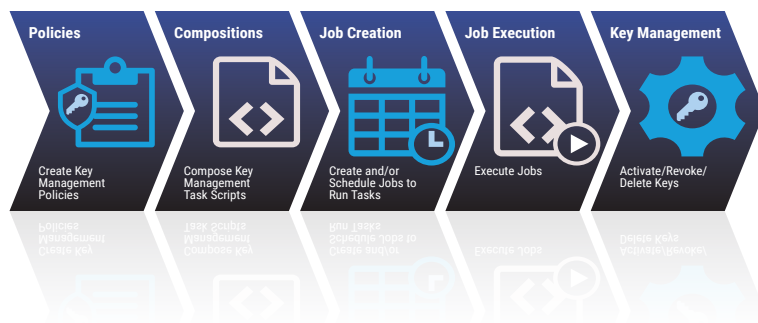 Policies
Create Key
Management
Policies
Compositions
Compose Key
Management
Task Scripts
Job Creation
Create and/or
Schedule Jobs to
Run Tasks
Job Execution
Execute Jobs
Key Management
Activate/Revoke/
Delete Keys